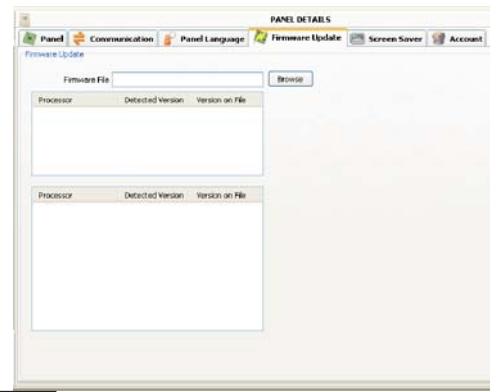 PANEL DETAILS
Panel Communication Panel Language Firmware Update Screen Saver Account
Firmware Update
Firmware File Browse
Processor Detected Version Version on File
Processor Detected Version Version on File